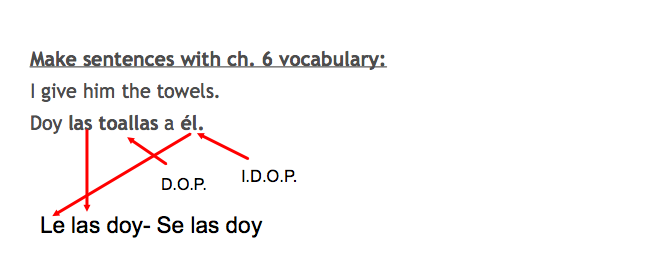 Make sentences with ch. 6 vocabulary:
I give him the towels.
Doy las toallas a él.
D.O.P.
I.D.O.P.
Le las doy- Se las doy